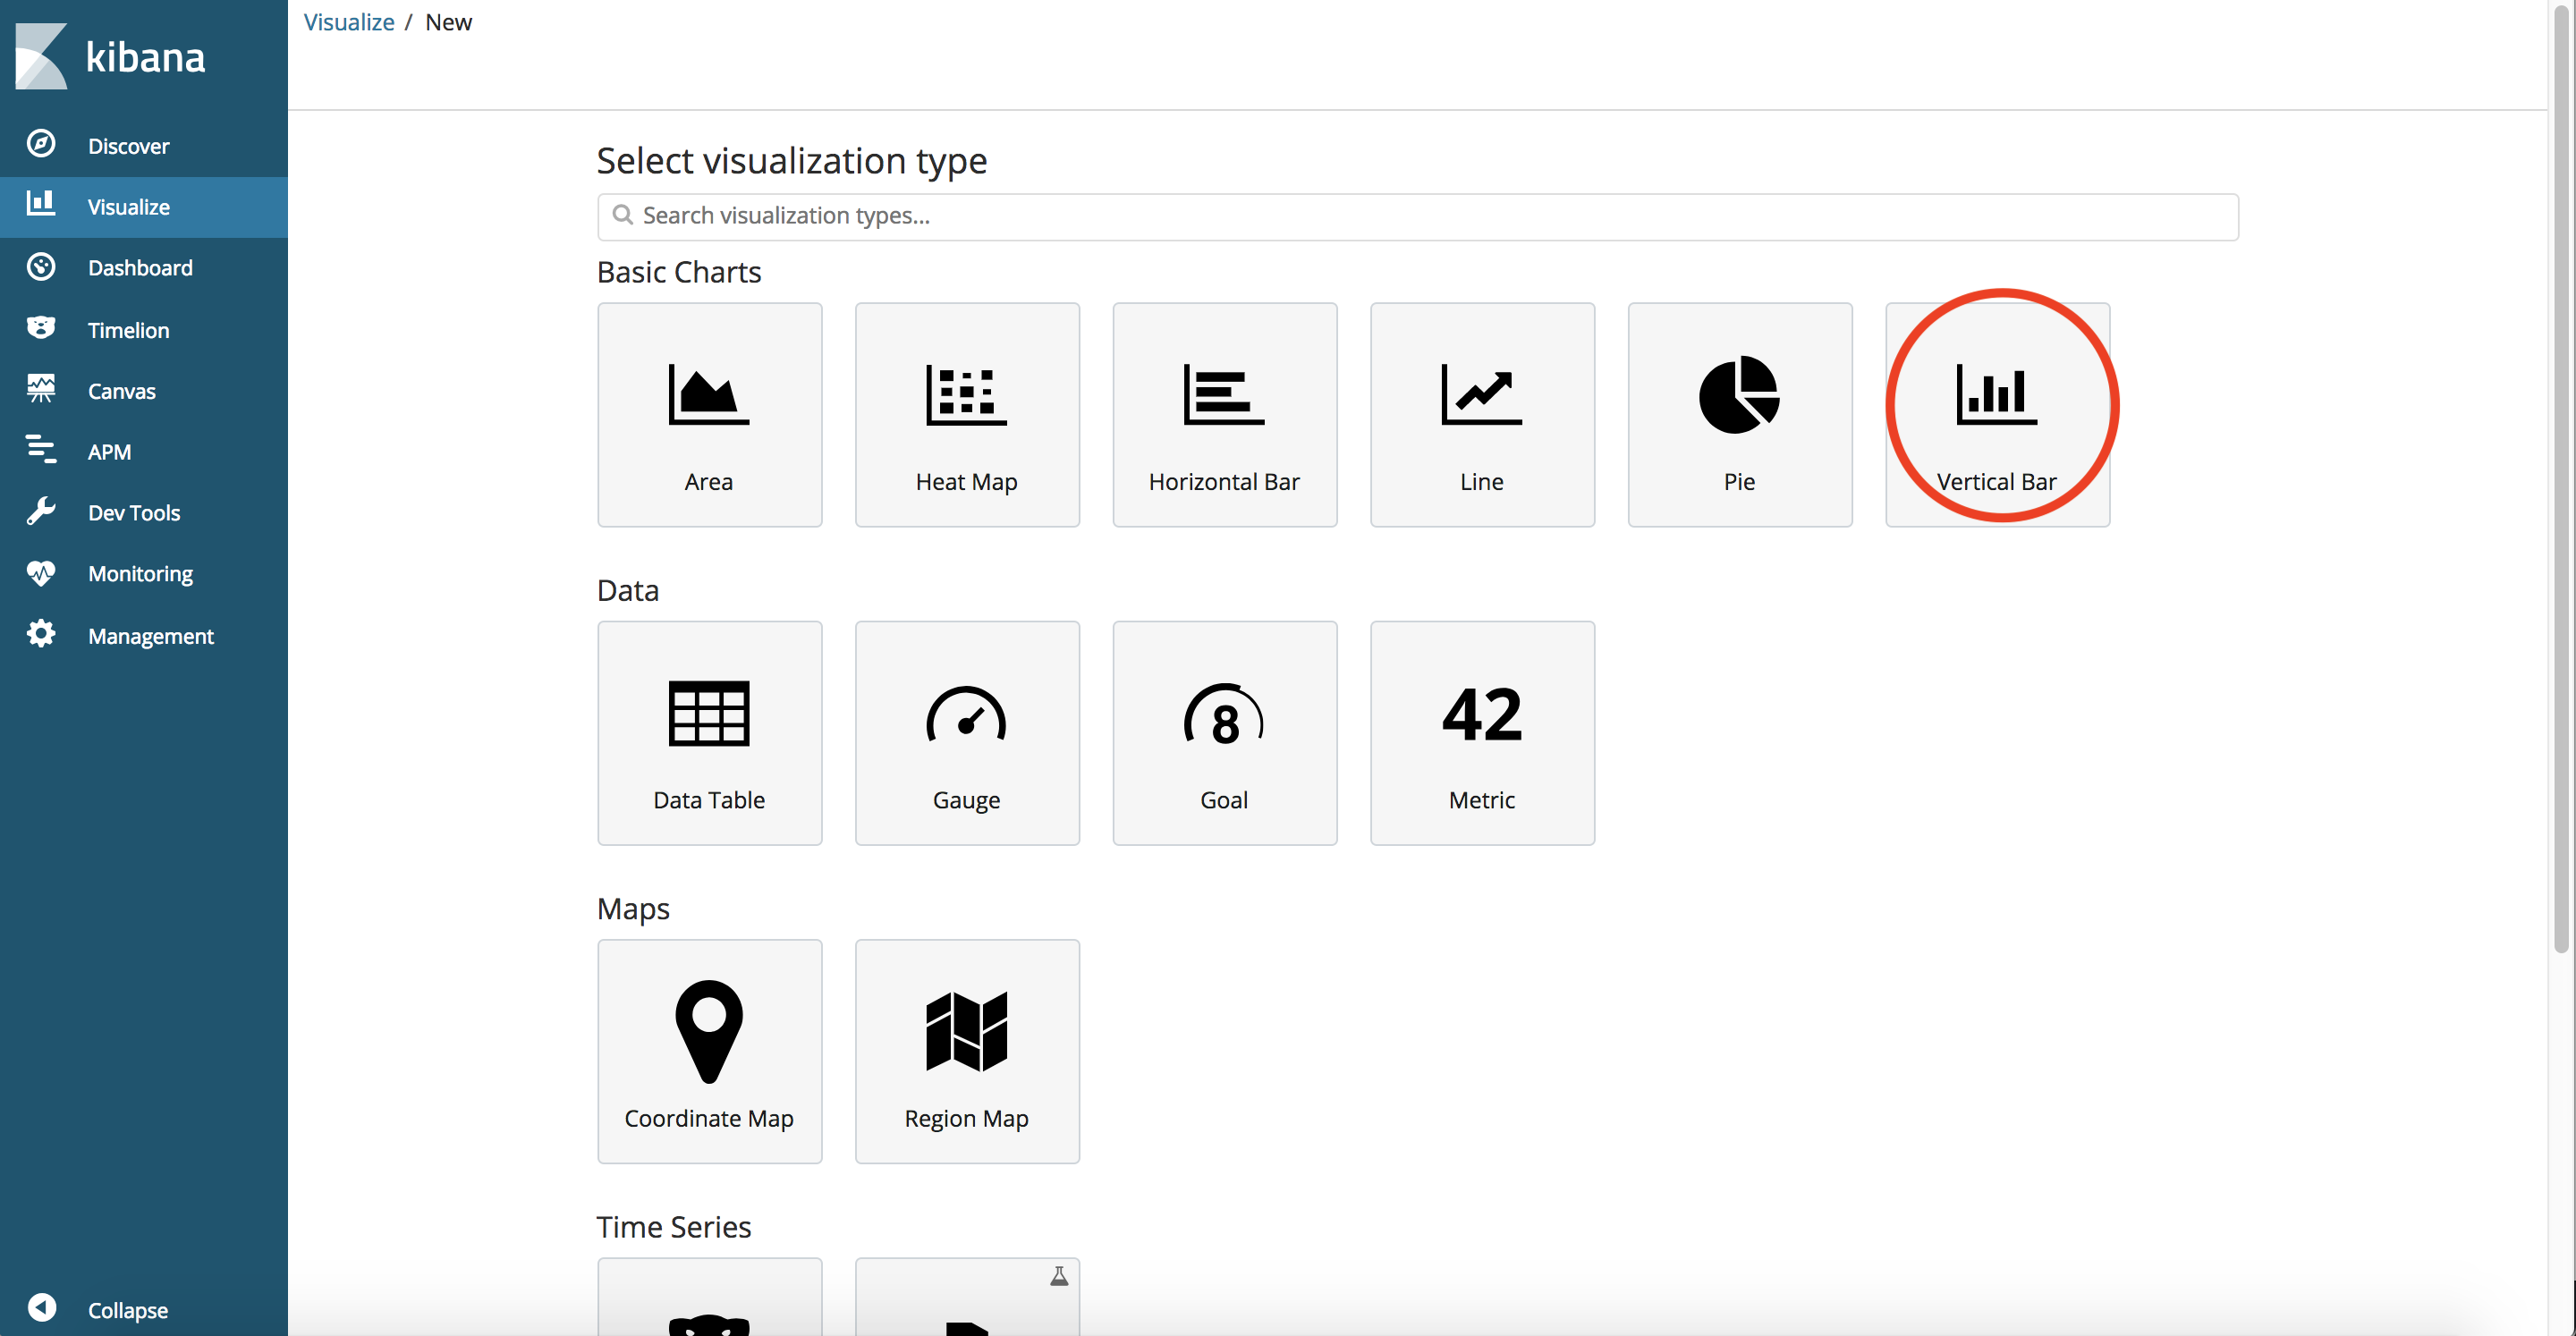 kibana
Discover
Visualize
Dashboard
Timelion
Canvas
APM
Dev Tools
Monitoring
Management
Collapse
Visualize / New
Select visualization type
Search visualization types...
Basic Charts
Area
Heat Map
Horizontal Bar
Line
Pie
Vertical Bar
Data
8
42
Data Table
Gauge
Goal
Metric
Maps
Coordinate Map
Region Map
Time Series